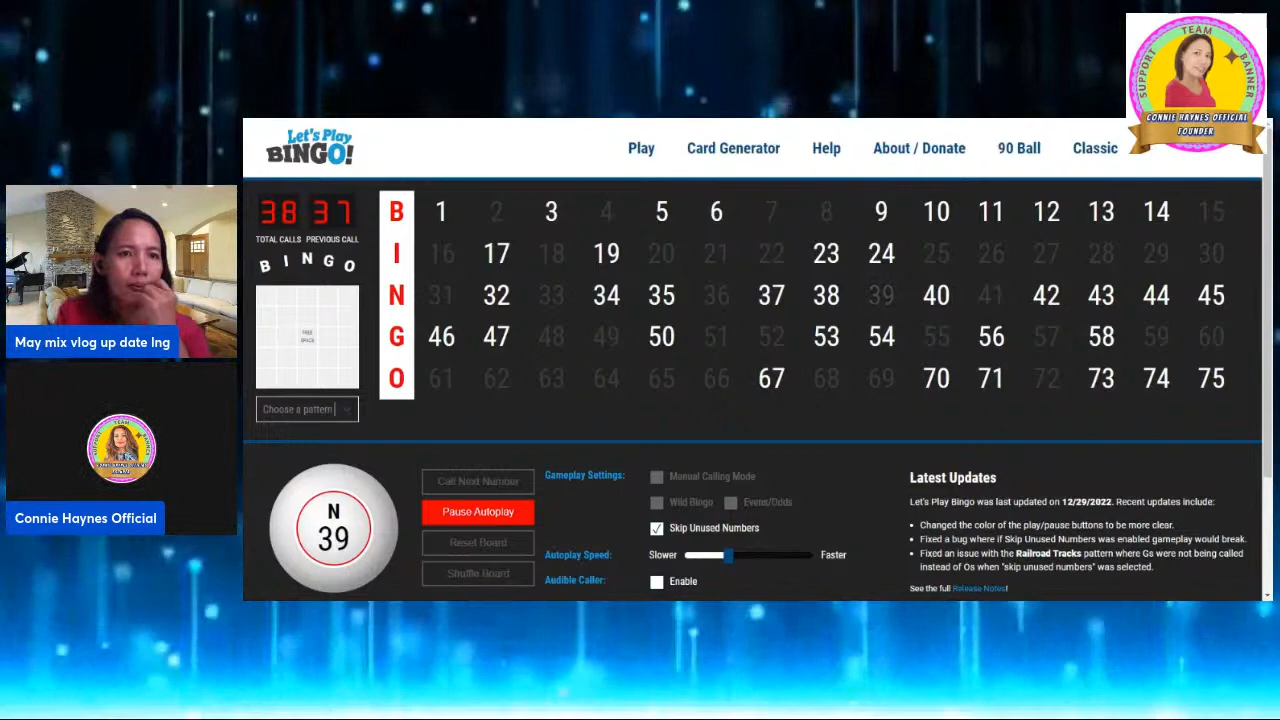 SUPPORT TEAM BANNER
CONNIE HAYNES OFFICIAL
FOUNDER
Let's Play
BINGO!
Play Card Generator Help About / Donate 90 Ball Classic
38 37
TOTAL CALLS PREVIOUS CALL
B I N G O
FREE
SPACE
Choose a pattern
B 1 2 3 4 5 6 7 8 9 10 11 12 13 14 15
I 16 17 18 19 20 21 22 23 24 25 26 27 28 29 30
N 31 32 33 34 35 36 37 38 39 40 41 42 43 44 45
G 46 47 48 49 50 51 52 53 54 55 56 57 58 59 60
O 61 62 63 64 65 66 67 68 69 70 71 72 73 74 75
May mix vlog up date lng
Connie Haynes Official
N
39
Call Next Number
Pause Autoplay
Reset Board
Shuffle Board
Gameplay Settings:
Manual Calling Mode
Wild Bingo Evens/Odds
Skip Unused Numbers
Autoplay Speed: Slower Faster
Audible Caller: Enable
Latest Updates
Let's Play Bingo was last updated on 12/29/2022. Recent updates include:
Changed the color of the play/pause buttons to be more clear.
Fixed a bug where if Skip Unused Numbers was enabled gameplay would break.
Fixed an issue with the Railroad Tracks pattern where Gs were not being called
instead of Os when "skip unused numbers" was selected.
See the full Release Notes!